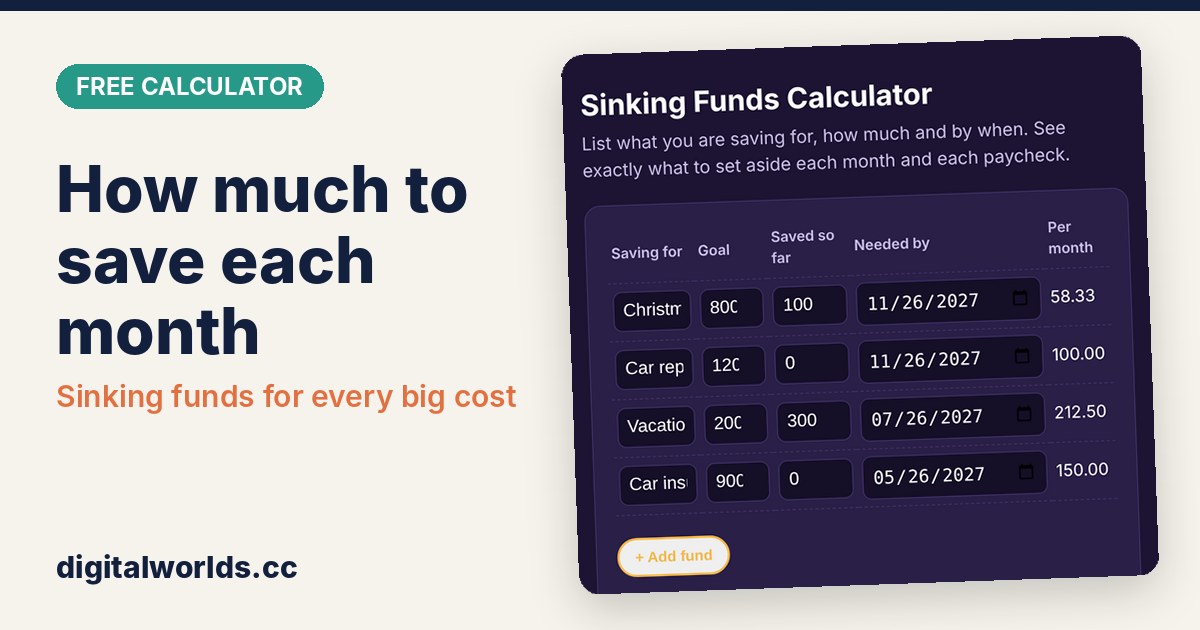 FREE CALCULATOR
How much to
save each
month
Sinking funds for every big cost
digitalworlds.cc
Sinking Funds Calculator
List what you are saving for, how much and by when. See
exactly what to set aside each month and each paycheck.
Saving for Goal Saved so far Needed by Per month
Christm 800 100 11/26/2027 58.33
Car rep 120 0 11/26/2027 100.00
Vacatio 200 300 07/26/2027 212.50
Car ins 900 0 05/26/2027 150.00
+ Add fund